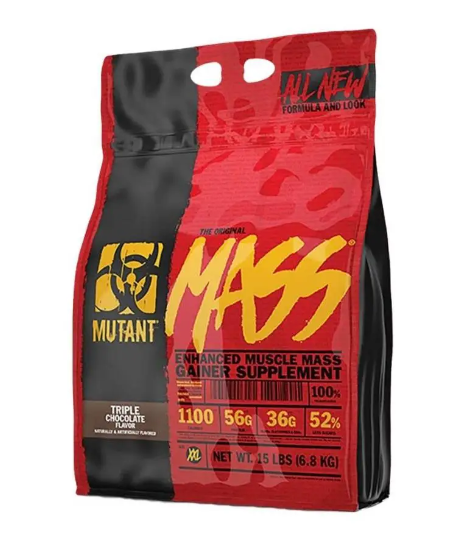 ALL NEW
FORMULA AND LOOK
THE ORIGINAL
MASS®
MUTANT
ENHANCED MUSCLE MASS
GAINER SUPPLEMENT
100%
1100 56G 36G 52%
TRIPLE
CHOCOLATE
FLAVOR
NATURALLY & ARTIFICIALLY FLAVORED
XXL NET WT. 15 LBS (6.8 KG)